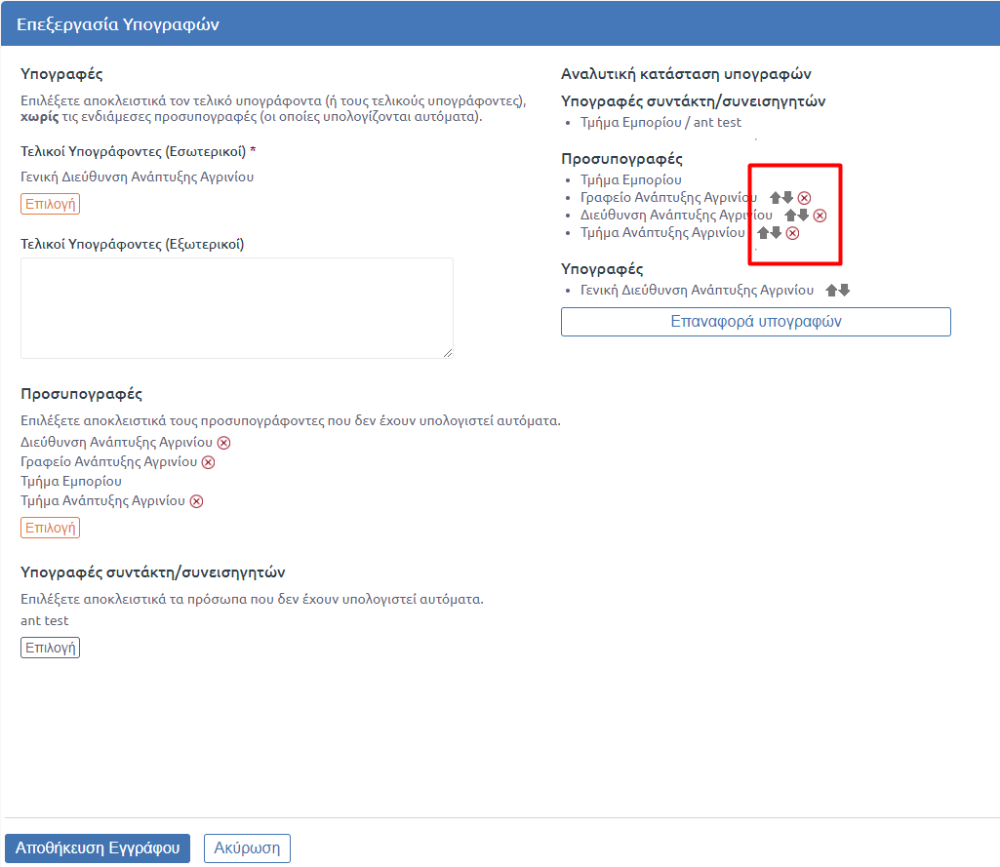 Επεξεργασία Υπογραφών
Υπογραφές
Επιλέξετε αποκλειστικά τον τελικό υπογράφοντα (ή τους τελικούς υπογράφοντες),
χωρίς τις ενδιάμεσες προσυπογραφές (οι οποίες υπολογίζονται αυτόματα).
Τελικοί Υπογράφοντες (Εσωτερικοί) *
Γενική Διεύθυνση Ανάπτυξης Αγρινίου
Επιλογή
Τελικοί Υπογράφοντες (Εξωτερικοί)
Προσυπογραφές
Επιλέξετε αποκλειστικά τους προσυπογράφοντες που δεν έχουν υπολογιστεί αυτόματα.
Διεύθυνση Ανάπτυξης Αγρινίου
Γραφείο Ανάπτυξης Αγρινίου
Τμήμα Εμπορίου
Τμήμα Ανάπτυξης Αγρινίου
Επιλογή
Υπογραφές συντάκτη/συνεισηγητών
Επιλέξετε αποκλειστικά τα πρόσωπα που δεν έχουν υπολογιστεί αυτόματα.
ant test
Επιλογή
Αναλυτική κατάσταση υπογραφών
Υπογραφές συντάκτη/συνεισηγητών
• Τμήμα Εμπορίου / ant test
Προσυπογραφές
• Τμήμα Εμπορίου
• Γραφείο Ανάπτυξης Αγρινίου
• Διεύθυνση Ανάπτυξης Αγρινίου
• Τμήμα Ανάπτυξης Αγρινίου
Υπογραφές
• Γενική Διεύθυνση Ανάπτυξης Αγρινίου
Επαναφορά υπογραφών
Αποθήκευση Εγγράφου
Ακύρωση